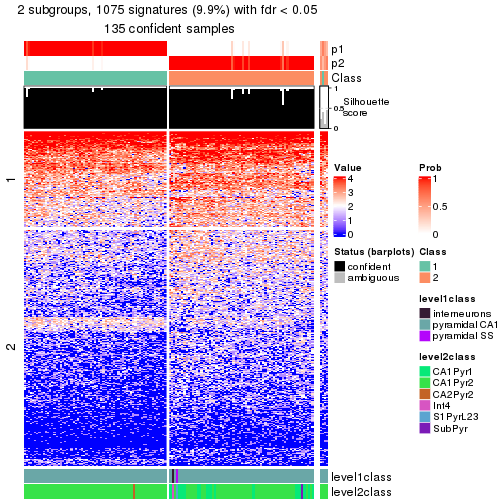 2 subgroups, 1075 signatures (9.9%) with fdr < 0.05
135 confident samples
p1
p2
Class
1
0.5
0
Silhouette
score
1
2
Value
4
3
2
1
0
Prob
1
0.5
0
Status (barplots)
confident
ambiguous
Class
1
2
level1class
interneurons
pyramidal CA1
pyramidal SS
level2class
CA1Pyr1
CA1Pyr2
CA2Pyr2
Int4
S1PyrL23
SubPyr
level1class
level2class